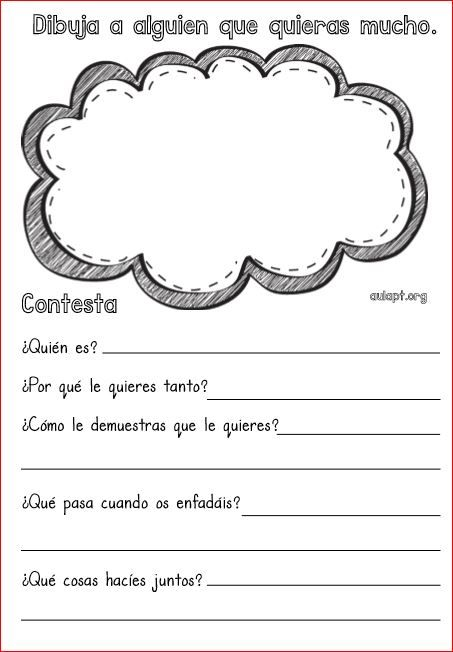 Dibuja a alguien que quieras mucho.
aulapt.org
Contesta
¿Quién es?
¿Por qué le quieres tanto?
¿Cómo le demuestras que le quieres?
¿Qué pasa cuando os enfadáis?
¿Qué cosas hacíes juntos?